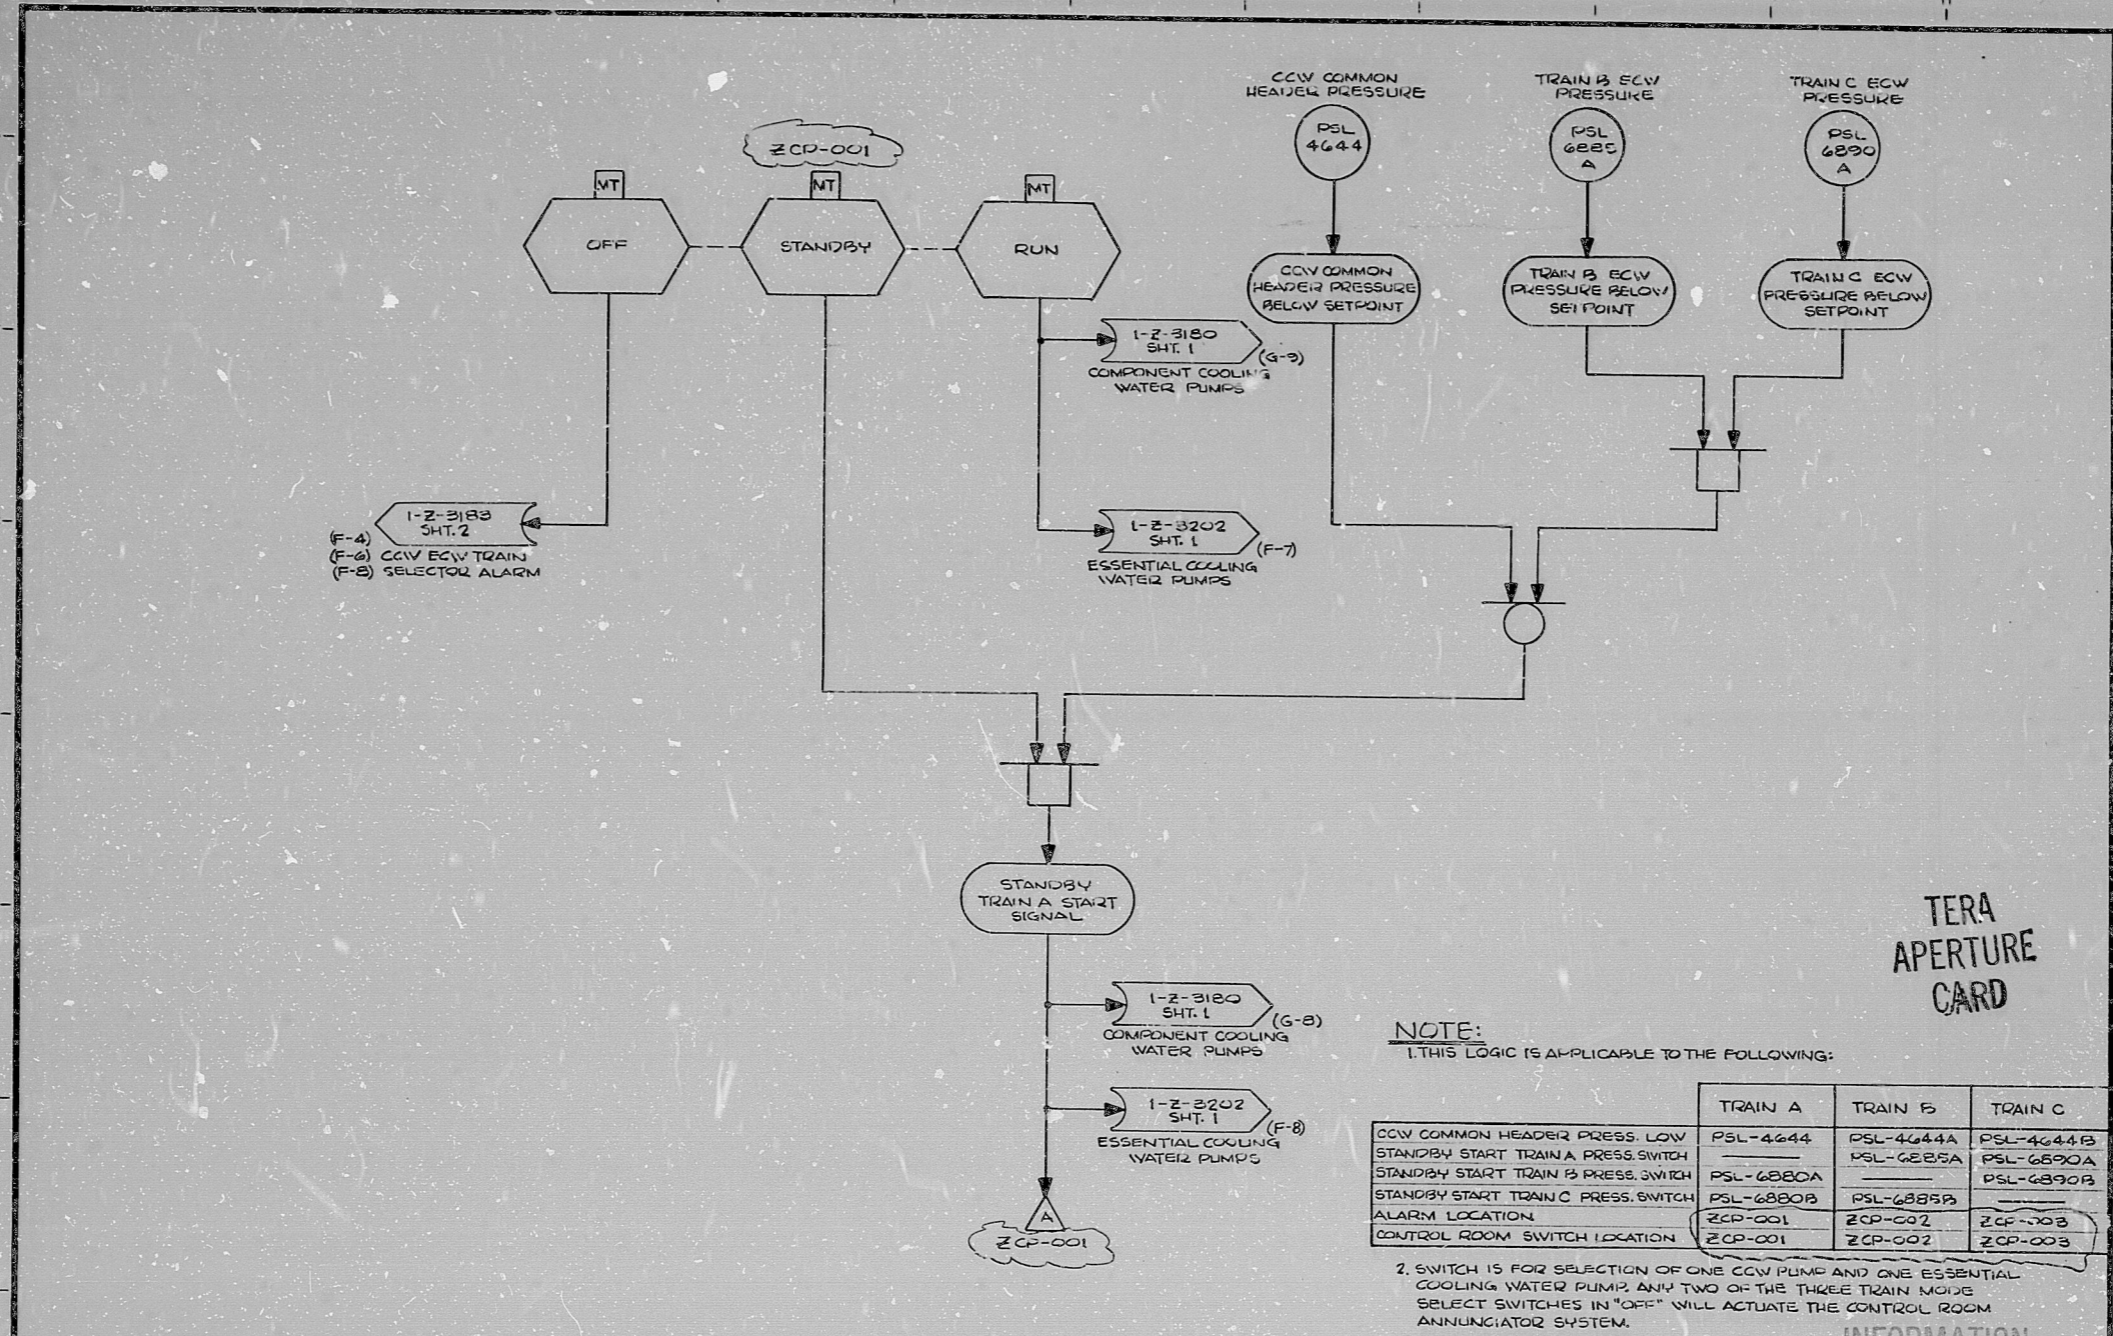 CCW COMMON
HEADER PRESSURE
TRAIN B ECW
PRESSURE
TRAIN C ECW
PRESSURE
PSL
4644
PSL
6885
A
PSL
6890
A
ZCP-001
MT
MT
MT
OFF
STANDBY
RUN
CCW COMMON
HEADER PRESSURE
BELOW SETPOINT
TRAIN B ECW
PRESSURE BELOW
SETPOINT
TRAIN C ECW
PRESSURE BELOW
SETPOINT
1-Z-3180
SHT. 1
(G-9)
COMPONENT COOLING
WATER PUMPS
1-Z-3183
SHT. 2
(F-4)
(F-6) CCW ECW TRAIN
(F-8) SELECTOR ALARM
1-Z-3202
SHT. 1
(F-7)
ESSENTIAL COOLING
WATER PUMPS
STANDBY
TRAIN A START
SIGNAL
1-Z-3180
SHT. 1
(G-8)
COMPONENT COOLING
WATER PUMPS
1-Z-3202
SHT. 1
(F-8)
ESSENTIAL COOLING
WATER PUMPS
A
ZCP-001
TERA
APERTURE
CARD
NOTE:
1. THIS LOGIC IS APPLICABLE TO THE FOLLOWING:
TRAIN A TRAIN B TRAIN C
CCW COMMON HEADER PRESS. LOW PSL-4644 PSL-4644A PSL-4644B
STANDBY START TRAIN A PRESS. SWITCH ——— PSL-6885A PSL-6890A
STANDBY START TRAIN B PRESS. SWITCH PSL-6880A ——— PSL-6890B
STANDBY START TRAIN C PRESS. SWITCH PSL-6880B PSL-6885B ———
ALARM LOCATION ZCP-001 ZCP-002 ZCP-003
CONTROL ROOM SWITCH LOCATION ZCP-001 ZCP-002 ZCP-003
2. SWITCH IS FOR SELECTION OF ONE CCW PUMP AND ONE ESSENTIAL
COOLING WATER PUMP. ANY TWO OF THE THREE TRAIN MODE
SELECT SWITCHES IN "OFF" WILL ACTUATE THE CONTROL ROOM
ANNUNCIATOR SYSTEM.
INFORMATION